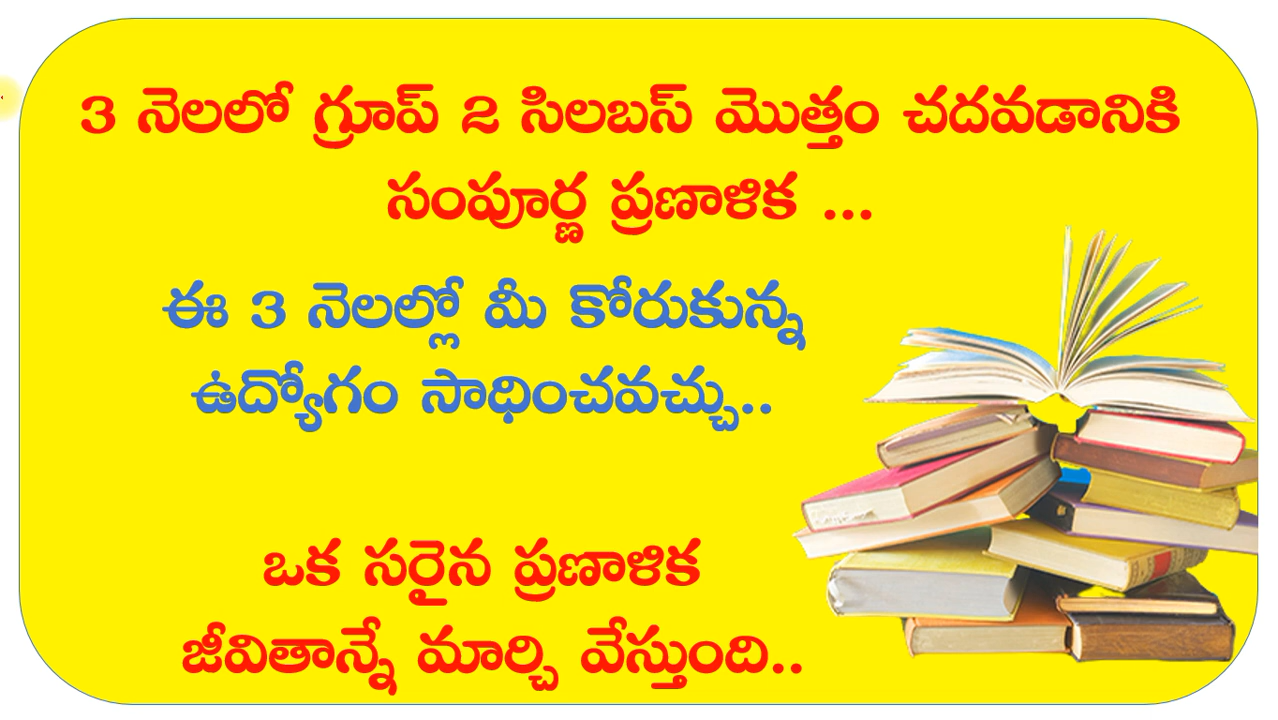 3 నెలలో గ్రూప్ 2 సిలబస్ మొత్తం చదవడానికి
సంపూర్ణ ప్రణాళిక ...
ఈ 3 నెలల్లో మీ కోరుకున్న
ఉద్యోగం సాధించవచ్చు..
ఒక సరైన ప్రణాళిక
జీవితాన్నే మార్చి వేస్తుంది..